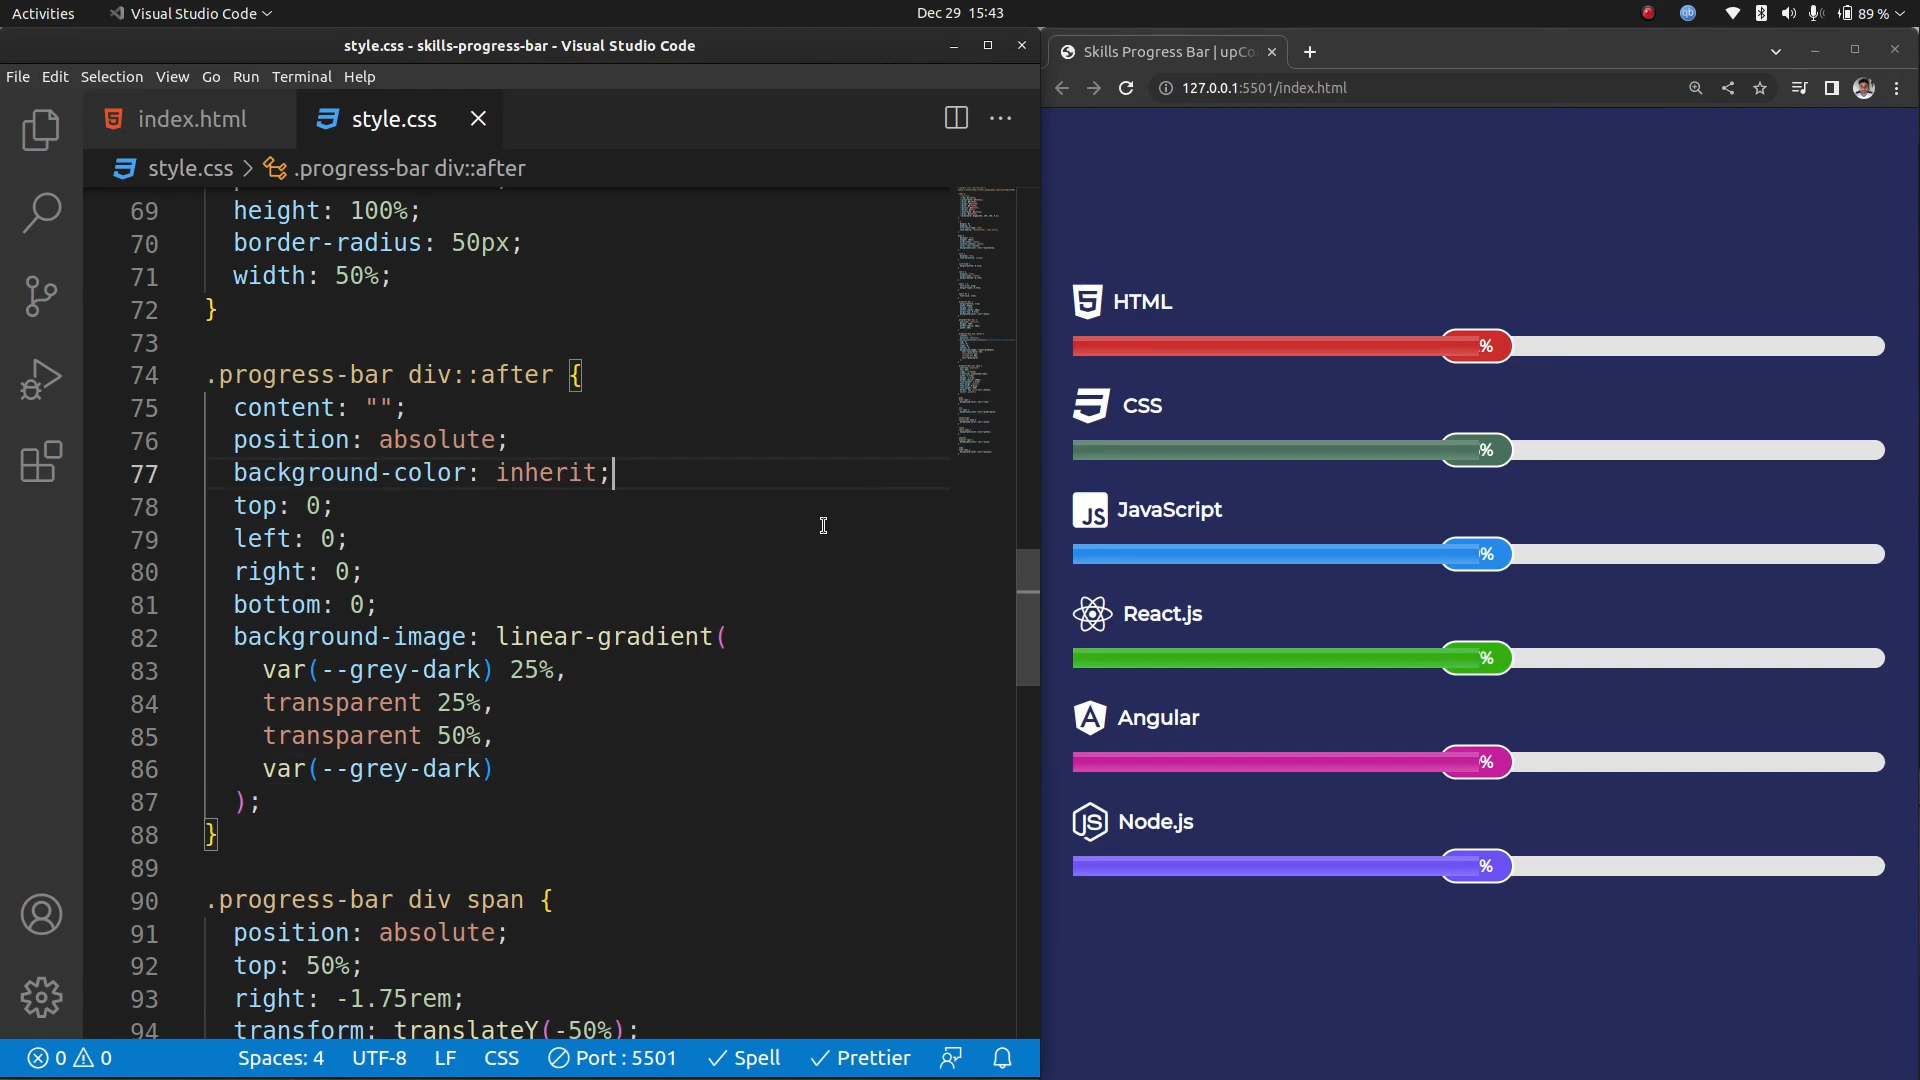 Activities Visual Studio Code Dec 29 15:43 89 %
style.css - skills-progress-bar - Visual Studio Code
File Edit Selection View Go Run Terminal Help
index.html style.css
style.css > .progress-bar div::after
69 height: 100%;
70 border-radius: 50px;
71 width: 50%;
72 }
73
74 .progress-bar div::after {
75 content: "";
76 position: absolute;
77 background-color: inherit;
78 top: 0;
79 left: 0;
80 right: 0;
81 bottom: 0;
82 background-image: linear-gradient(
83 var(--grey-dark) 25%,
84 transparent 25%,
85 transparent 50%,
86 var(--grey-dark)
87 );
88 }
89
90 .progress-bar div span {
91 position: absolute;
92 top: 50%;
93 right: -1.75rem;
94 transform: translateY(-50%);
0 0 Spaces: 4 UTF-8 LF CSS Port : 5501 Spell Prettier
Skills Progress Bar | upCo
127.0.0.1:5501/index.html
HTML
%
CSS
%
JS JavaScript
%
React.js
%
Angular
%
Node.js
%